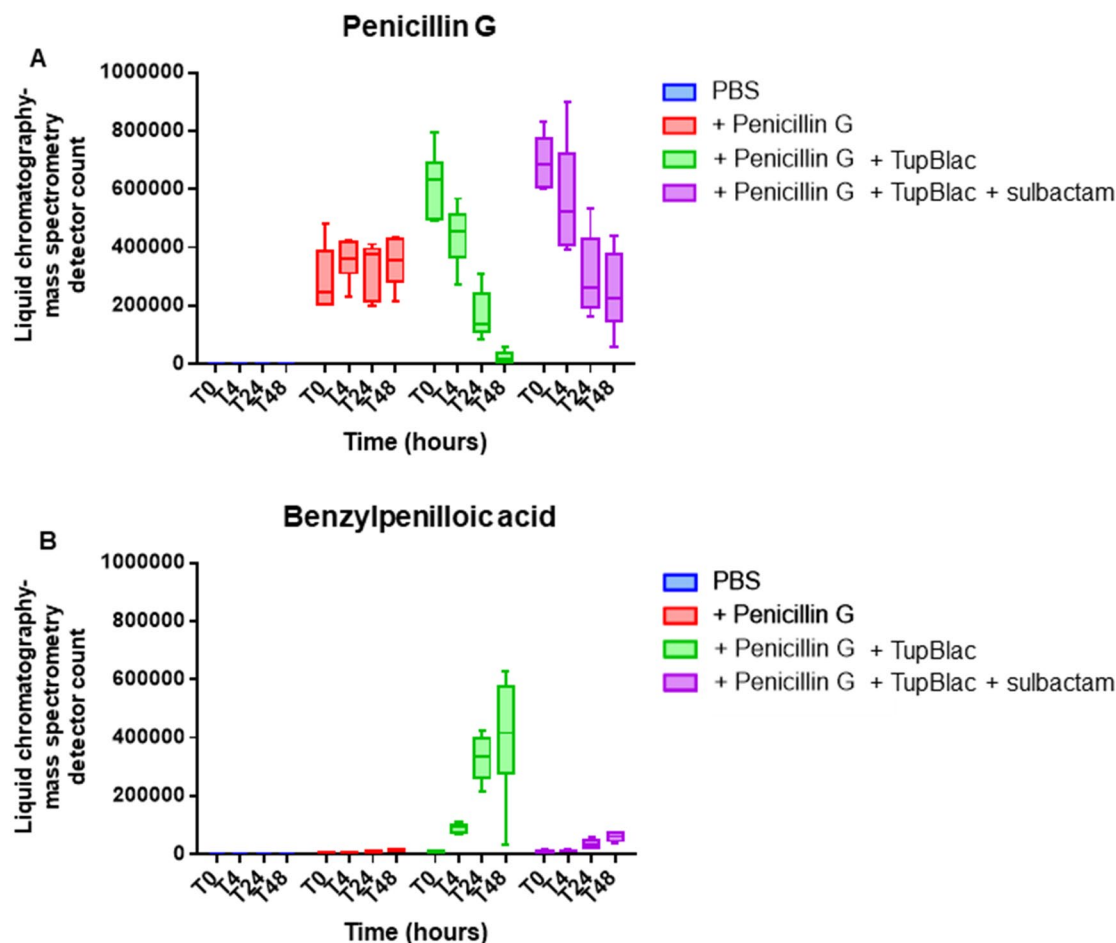 Penicillin G
A
Liquid chromatography-
mass spectrometry
detector count
1000000
800000
600000
400000
200000
0
T0 T4 T24 T48 T0 T4 T24 T48 T0 T4 T24 T48 T0 T4 T24 T48
Time (hours)
PBS
+ Penicillin G
+ Penicillin G + TupBlac
+ Penicillin G + TupBlac + sulbactam
Benzylpenilloic acid
B
Liquid chromatography-
mass spectrometry
detector count
1000000
800000
600000
400000
200000
0
T0 T4 T24 T48 T0 T4 T24 T48 T0 T4 T24 T48 T0 T4 T24 T48
Time (hours)
PBS
+ Penicillin G
+ Penicillin G + TupBlac
+ Penicillin G + TupBlac + sulbactam